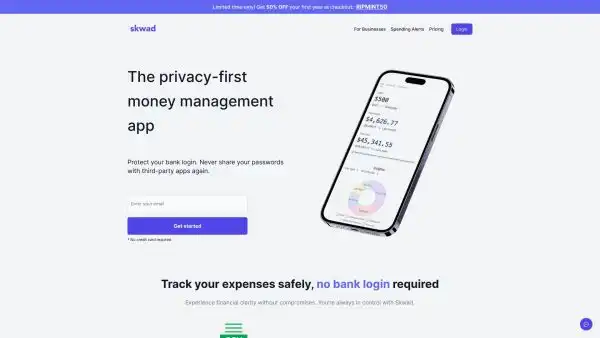 Limited time only! Get 50% OFF your first year at checkout: RIPMINT50
skwad
For Businesses Spending Alerts Pricing Login
The privacy-first
money management
app
Protect your bank login. Never share your passwords
with third-party apps again.
Enter your email
Get started
* No credit card required
$500
$4,626.77
$45,341.55
Track your expenses safely, no bank login required
Experience financial clarity without compromises. You're always in control with Skwad.